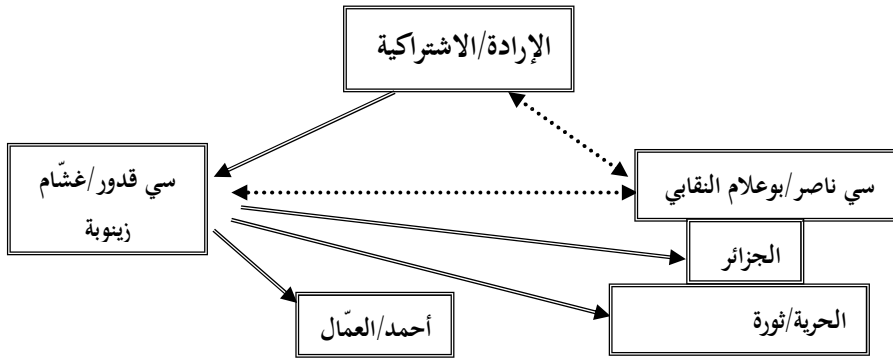 الإرادة/الاشتراكية
سي قدور/غشّام
زينوبة
سي ناصر/بوعلام النقابي
الجزائر
الحرية/ثورة
أحمد/العمّال